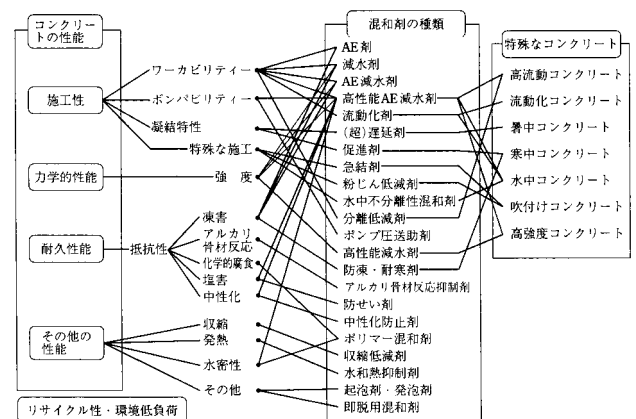 コンクリー
トの性能
混和剤の種類
特殊なコンクリート
施工性
ワーカビリティー
ポンパビリティー
凝結特性
特殊な施工
力学的性能
強 度
耐久性能
抵抗性
凍害
アルカリ
骨材反応
化学的腐食
塩害
中性化
その他の
性能
収縮
発熱
水密性
その他
リサイクル性・環境低負荷
AE剤
減水剤
AE減水剤
高性能AE減水剤
流動化剤
(超)遅延剤
促進剤
急結剤
粉じん低減剤
水中不分離性混和剤
分離低減剤
ポンプ圧送助剤
高性能減水剤
防凍・耐寒剤
アルカリ骨材反応抑制剤
防せい剤
中性化防止剤
ポリマー混和剤
収縮低減剤
水和熱抑制剤
起泡剤・発泡剤
即脱用混和剤
高流動コンクリート
流動化コンクリート
暑中コンクリート
寒中コンクリート
水中コンクリート
吹付けコンクリート
高強度コンクリート